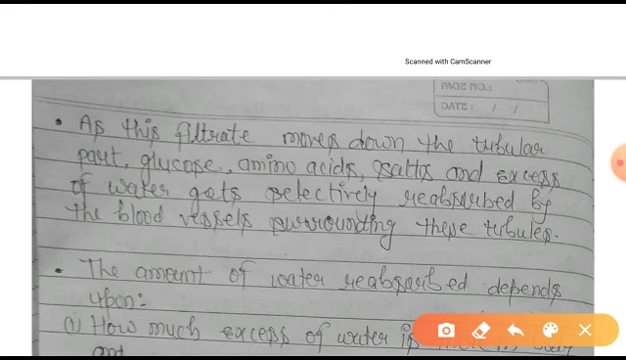 Scanned with CamScanner
PAGE NO.:
DATE: / /
• As this filtrate moves down the tubular
part, glucose, amino acids, salts and excess
of water gets selectively reabsorbed by
the blood vessels surrounding these tubules.
• The amount of water reabsorbed depends
upon:
(i) How much excess of water is
and